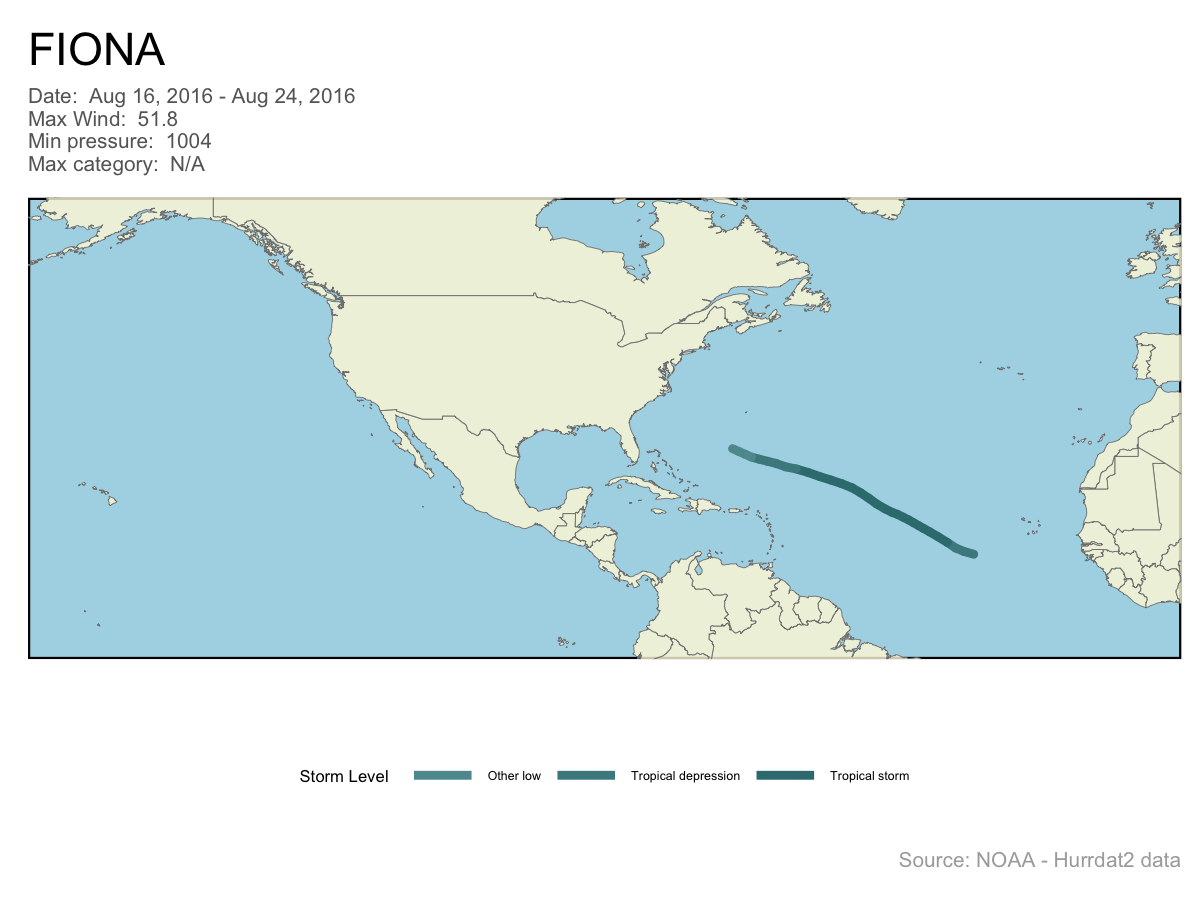 FIONA
Date:  Aug 16, 2016 - Aug 24, 2016
Max Wind:  51.8
Min pressure:  1004
Max category:  N/A
Storm Level
Other low
Tropical depression
Tropical storm
Source: NOAA - Hurrdat2 data